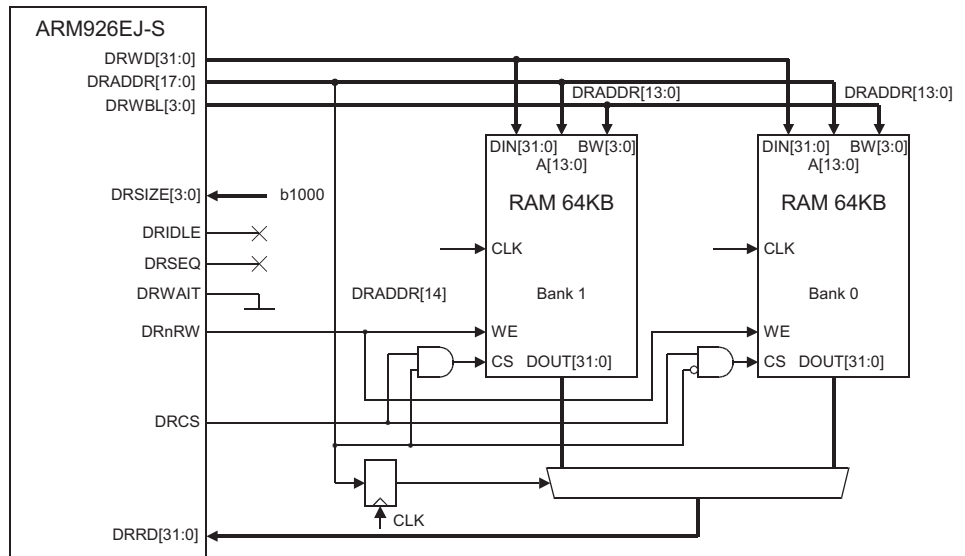 ARM926EJ-S
DRWD[31:0]
DRADDR[17:0]
DRWBL[3:0]
DRADDR[13:0]
DRADDR[13:0]
DIN[31:0] BW[3:0]
A[13:0]
DIN[31:0] BW[3:0]
A[13:0]
DRSIZE[3:0]
b1000
RAM 64KB
RAM 64KB
DRIDLE
DRSEQ
CLK
CLK
DRWAIT
DRADDR[14]
Bank 1
Bank 0
DRnRW
WE
WE
CS DOUT[31:0]
CS DOUT[31:0]
DRCS
CLK
DRRD[31:0]